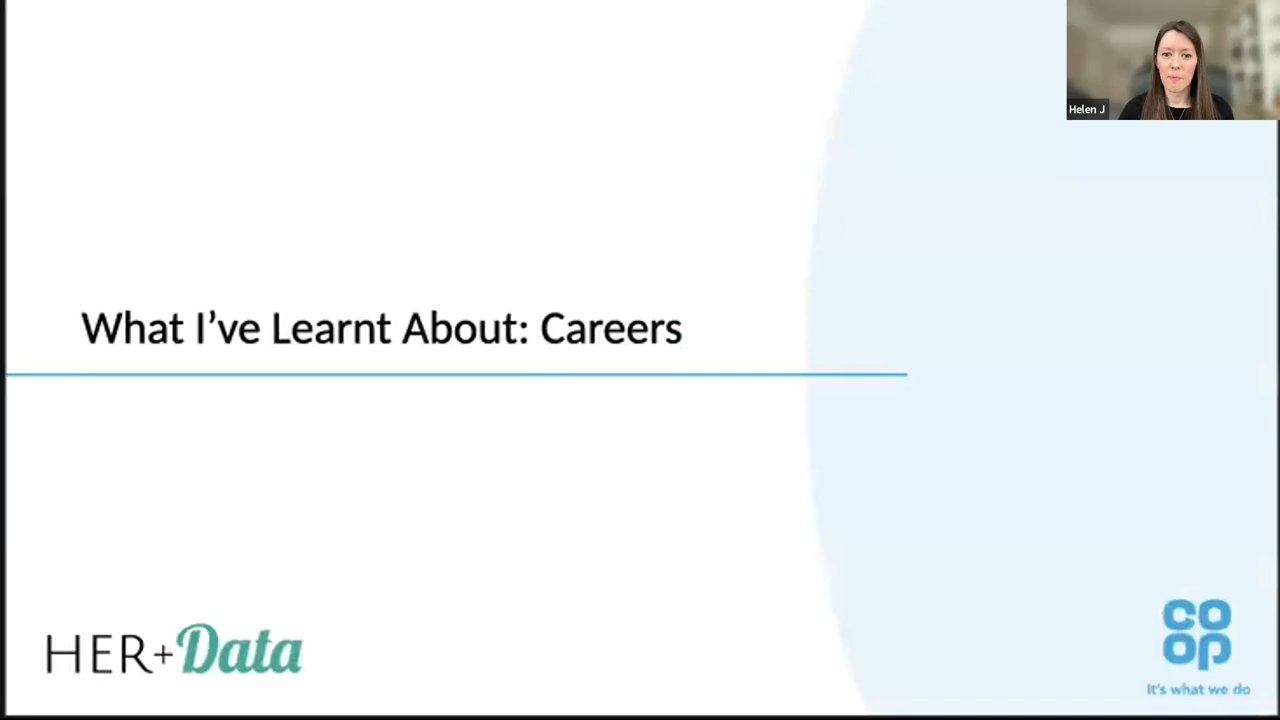 Helen J
What I've Learnt About: Careers
HER+Data
CO
OP
It's what we do